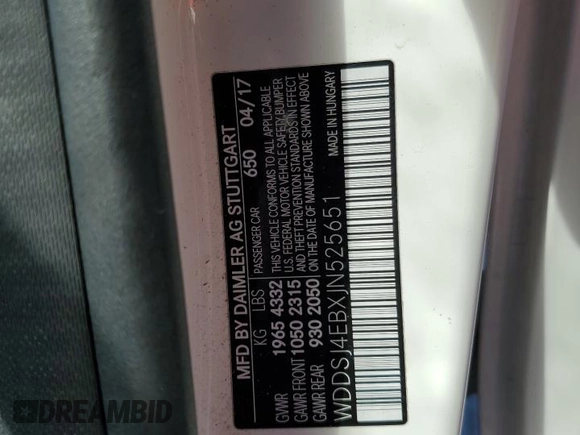 MFD BY DAIMLER AG STUTTGART
KG LBS PASSENGER CAR 650 04/17
GVWR 1965 4332 THIS VEHICLE CONFORMS TO ALL APPLICABLE
U.S. FEDERAL MOTOR VEHICLE SAFETY, BUMPER
GAWR FRONT 1050 2315 AND THEFT PREVENTION STANDARDS IN EFFECT
GAWR REAR 930 2050 ON THE DATE OF MANUFACTURE SHOWN ABOVE
MADE IN HUNGARY
WDDSJ4EBXJN525651
DREAMBID